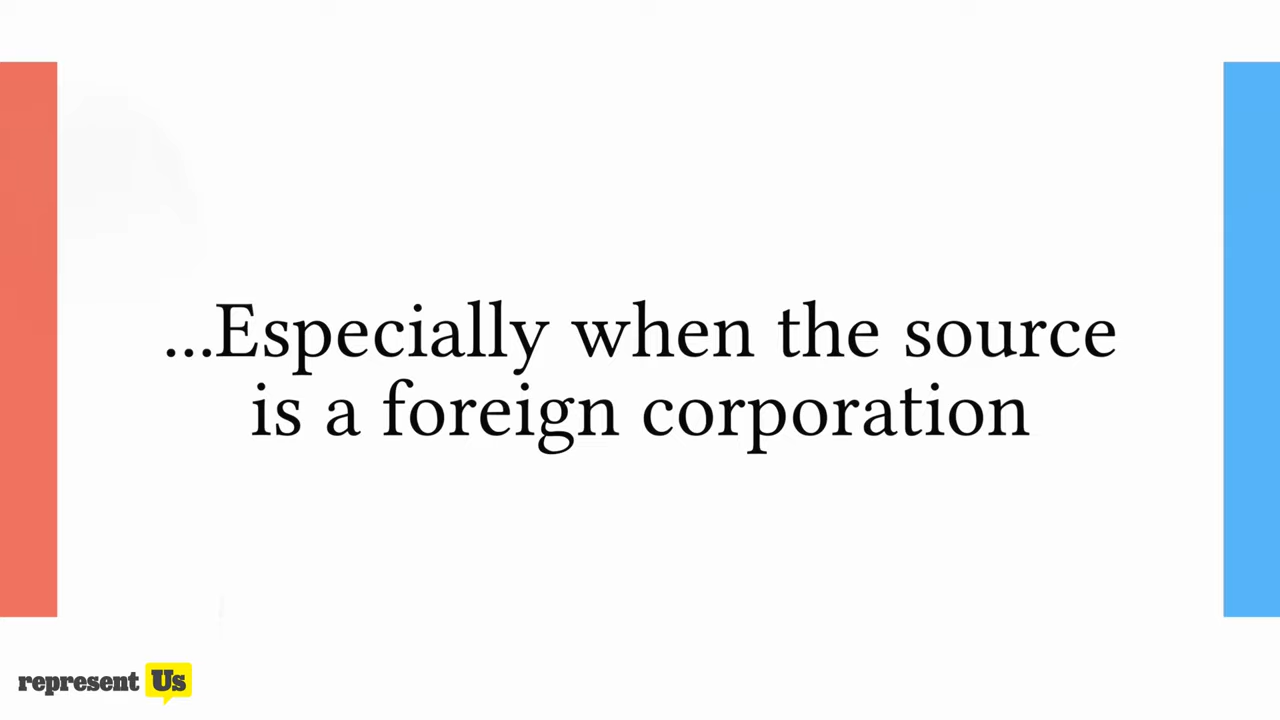 ...Especially when the source
is a foreign corporation
represent Us